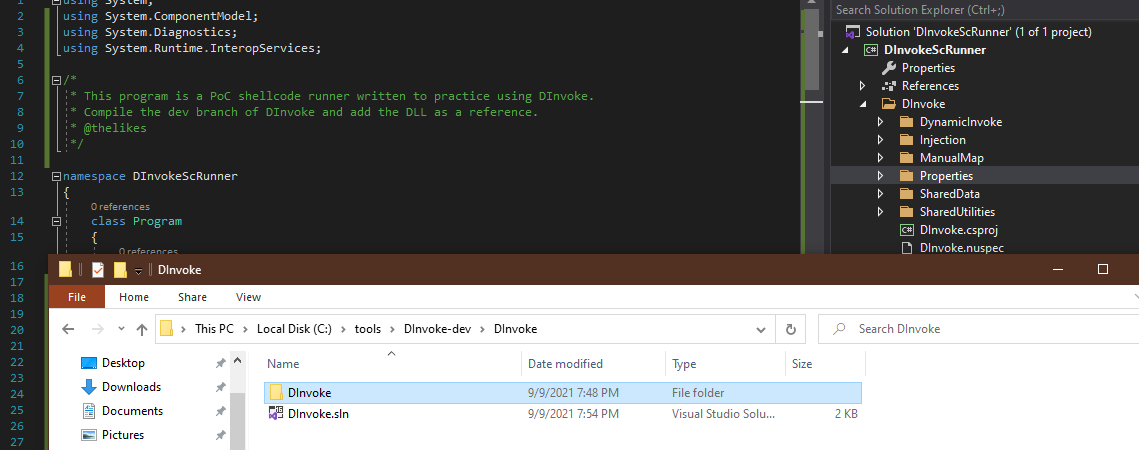 1 using System;
2 using System.ComponentModel;
3 using System.Diagnostics;
4 using System.Runtime.InteropServices;
5
6 /*
7 * This program is a PoC shellcode runner written to practice using DInvoke.
8 * Compile the dev branch of DInvoke and add the DLL as a reference.
9 * @thelikes
10 */
11
12 namespace DInvokeScRunner
13 {
0 references
14 class Program
15 {
0 references
16
17
18
19
20
21
22
23
24
25
26
27
Search Solution Explorer (Ctrl+;)
Solution 'DInvokeScRunner' (1 of 1 project)
C# DInvokeScRunner
Properties
References
DInvoke
DynamicInvoke
Injection
ManualMap
Properties
SharedData
SharedUtilities
C# DInvoke.csproj
DInvoke.nuspec
DInvoke
File Home Share View
This PC > Local Disk (C:) > tools > DInvoke-dev > DInvoke
Search DInvoke
Desktop
Downloads
Documents
Pictures
Name Date modified Type Size
DInvoke 9/9/2021 7:48 PM File folder
DInvoke.sln 9/9/2021 7:54 PM Visual Studio Solu... 2 KB